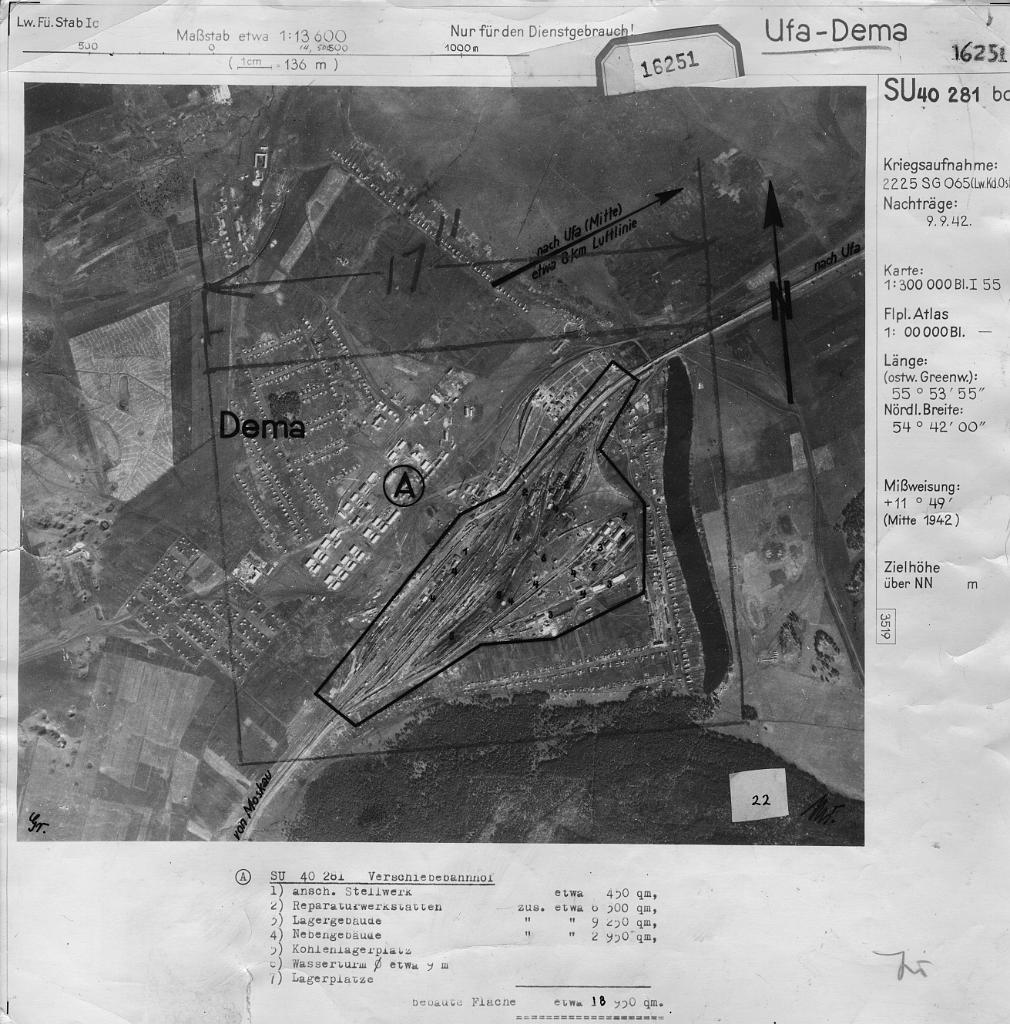 Lw. Fü. Stab Ic
Maßstab etwa 1:13 600
Nur für den Dienstgebrauch!
Ufa-Dema
16251
16251
500 0 500 1000 m
(1cm = 136 m)
SU 40 281 bc
Kriegsaufnahme:
2225 SG 065 (Lw.Kd.Ost
Nachträge:
9.9.42.
Karte:
1:300 000 Bl. I 55
Flpl. Atlas
1: 00 000 Bl. —
Länge:
(östw. Greenw.):
55 ° 53' 55"
Nördl. Breite:
54 ° 42' 00"
Mißweisung:
+11 ° 49'
(Mitte 1942)
Zielhöhe
über NN m
3519
nach Ufa (Mitte)
etwa 8 km Luftlinie
nach Ufa
N
17"
Dema
A
von Moskau
22
Gr.
A SU 40 281 Verschiebebahnhof
1) ansch. Stellwerk etwa 450 qm,
2) Reparaturwerkstätten zus. etwa 6 300 qm,
3) Lagergebäude " " 9 250 qm,
4) Nebengebäude " " 2 950 qm,
5) Kohlenlagerplatz
6) Wasserturm Ø etwa 9 m
7) Lagerplätze
bebaute Fläche etwa 18 950 qm.